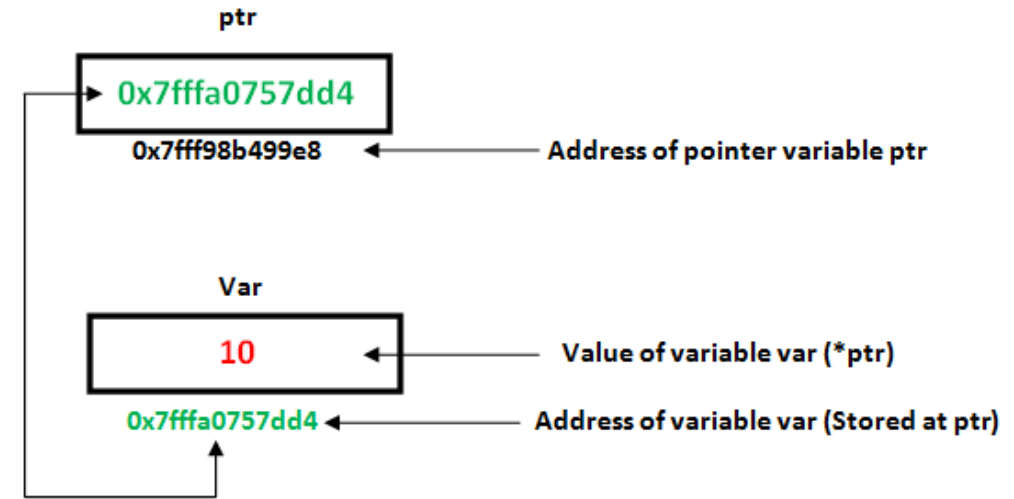 ptr
0x7fffa0757dd4
0x7fff98b499e8
Address of pointer variable ptr
Var
10
Value of variable var (*ptr)
0x7fffa0757dd4
Address of variable var (Stored at ptr)